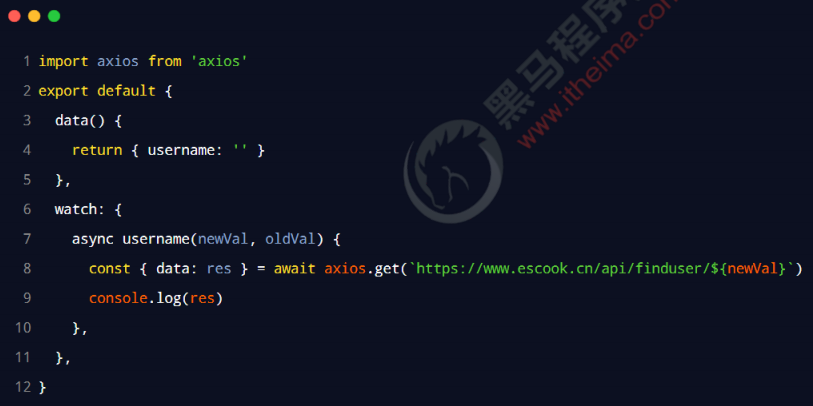 1 import axios from 'axios'
2 export default {
3 data() {
4 return { username: '' }
5 },
6 watch: {
7 async username(newVal, oldVal) {
8 const { data: res } = await axios.get(`https://www.escook.cn/api/finduser/${newVal}`)
9 console.log(res)
10 },
11 },
12 }
黑马程序
www.itheima.com